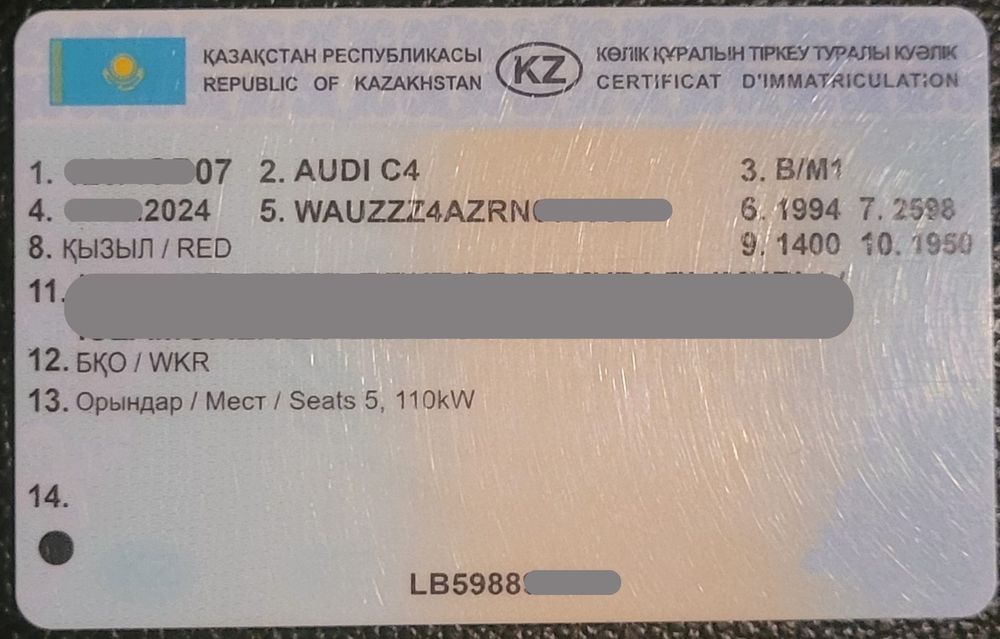 ҚАЗАҚСТАН РЕСПУБЛИКАСЫ
REPUBLIC OF KAZAKHSTAN
KZ
КӨЛІК ҚҰРАЛЫН ТІРКЕУ ТУРАЛЫ КУӘЛІК
CERTIFICAT D'IMMATRICULATION
1. 07 2. AUDI C4 3. B/M1
4. .2024 5. WAUZZZ4AZRN 6. 1994 7. 2598
8. ҚЫЗЫЛ / RED 9. 1400 10. 1950
11.
12. БҚО / WKR
13. Орындар / Мест / Seats 5, 110kW
14.
LB5988